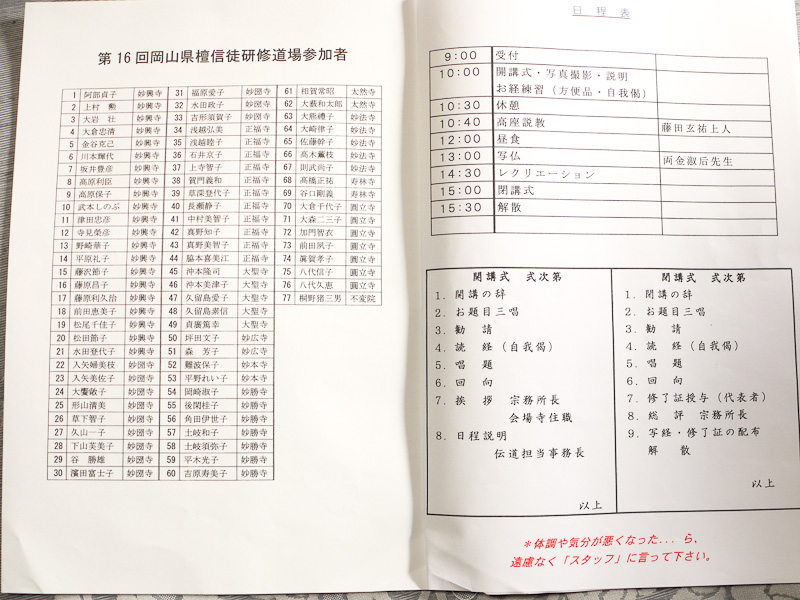 第16回岡山県檀信徒研修道場参加者
1 阿部貞子 妙興寺
2 上村 勲 妙興寺
3 大岩 壮 妙興寺
4 大倉忠清 妙興寺
5 金谷克己 妙興寺
6 川本輝代 妙興寺
7 坂井豊彦 妙興寺
8 高原利臣 妙興寺
9 高原保子 妙興寺
10 武本しのぶ 妙興寺
11 津田忠彦 妙興寺
12 寺見榮彦 妙興寺
13 野崎華子 妙興寺
14 平原礼子 妙興寺
15 藤沢節子 妙興寺
16 藤原昌子 妙興寺
17 藤原利久治 妙興寺
18 前田恵美子 妙興寺
19 松尾千佳子 妙興寺
20 松田節子 妙興寺
21 水田登代子 妙興寺
22 入矢婦美枝 妙圀寺
23 入矢美佐子 妙圀寺
24 大饗敞子 妙圀寺
25 形山清美 妙圀寺
26 草下智子 妙圀寺
27 久山一子 妙圀寺
28 下山芙美子 妙圀寺
29 谷 勝雄 妙圀寺
30 濱田富士子 妙圀寺
31 福原愛子 妙圀寺
32 水田政子 妙圀寺
33 吉形須賀子 妙圀寺
34 浅越弘美 正福寺
35 浅越睦子 正福寺
36 石井京子 正福寺
37 上寺智子 正福寺
38 賀門義和 正福寺
39 草深登代子 正福寺
40 長瀬静子 正福寺
41 中村美智子 正福寺
42 真野知子 正福寺
43 真野美智子 正福寺
44 脇本喜美江 正福寺
45 沖本隆司 大聖寺
46 沖本美津子 大聖寺
47 久留島愛子 大聖寺
48 久留島素信 大聖寺
49 貞廣篤幸 大聖寺
50 坪田文子 妙広寺
51 森 芳子 妙広寺
52 難波保子 妙本寺
53 平野れい子 妙本寺
54 岡崎淑子 妙勝寺
55 後閑桂子 妙勝寺
56 角田伊世子 妙勝寺
57 土岐和子 妙勝寺
58 土岐須弥子 妙勝寺
59 平木光子 妙勝寺
60 吉原寿美子 妙勝寺
61 相賀常昭 太然寺
62 大薮和太郎 太然寺
63 大熊禮子 妙法寺
64 大崎律子 妙法寺
65 佐藤幹子 妙法寺
66 高木薫枝 妙法寺
67 則武尚子 妙法寺
68 高橋正祐 寿林寺
69 谷口剛義 寿林寺
70 大倉千代子 圓立寺
71 大森二三子 圓立寺
72 加門智衣 圓立寺
73 前田夙子 圓立寺
74 眞賀孝子 圓立寺
75 八代信子 圓立寺
76 八代久恵 圓立寺
77 桐野猪三男 不変院
日 程 表
9:00 受付
10:00 開講式・写真撮影・説明
お経練習(方便品・自我偈)
10:30 休憩
10:40 高座説教 藤田玄祐上人
12:00 昼食
13:00 写仏 両金淑后先生
14:30 レクリエーション
15:00 閉講式
15:30 解散
開講式 式次第
1.開講の辞
2.お題目三唱
3.勧 請
4.読 経(自我偈)
5.唱 題
6.回 向
7.挨 拶 宗務所長
会場寺住職
8.日程説明
伝道担当事務長
以上
閉講式 式次第
1.閉講の辞
2.お題目三唱
3.勧 請
4.読 経(自我偈)
5.唱 題
6.回 向
7.修了証授与(代表者)
8.総 評 宗務所長
9.写経・修了証の配布
解 散
以上
*体調や気分が悪くなった...ら、
遠慮なく「スタッフ」に言って下さい。